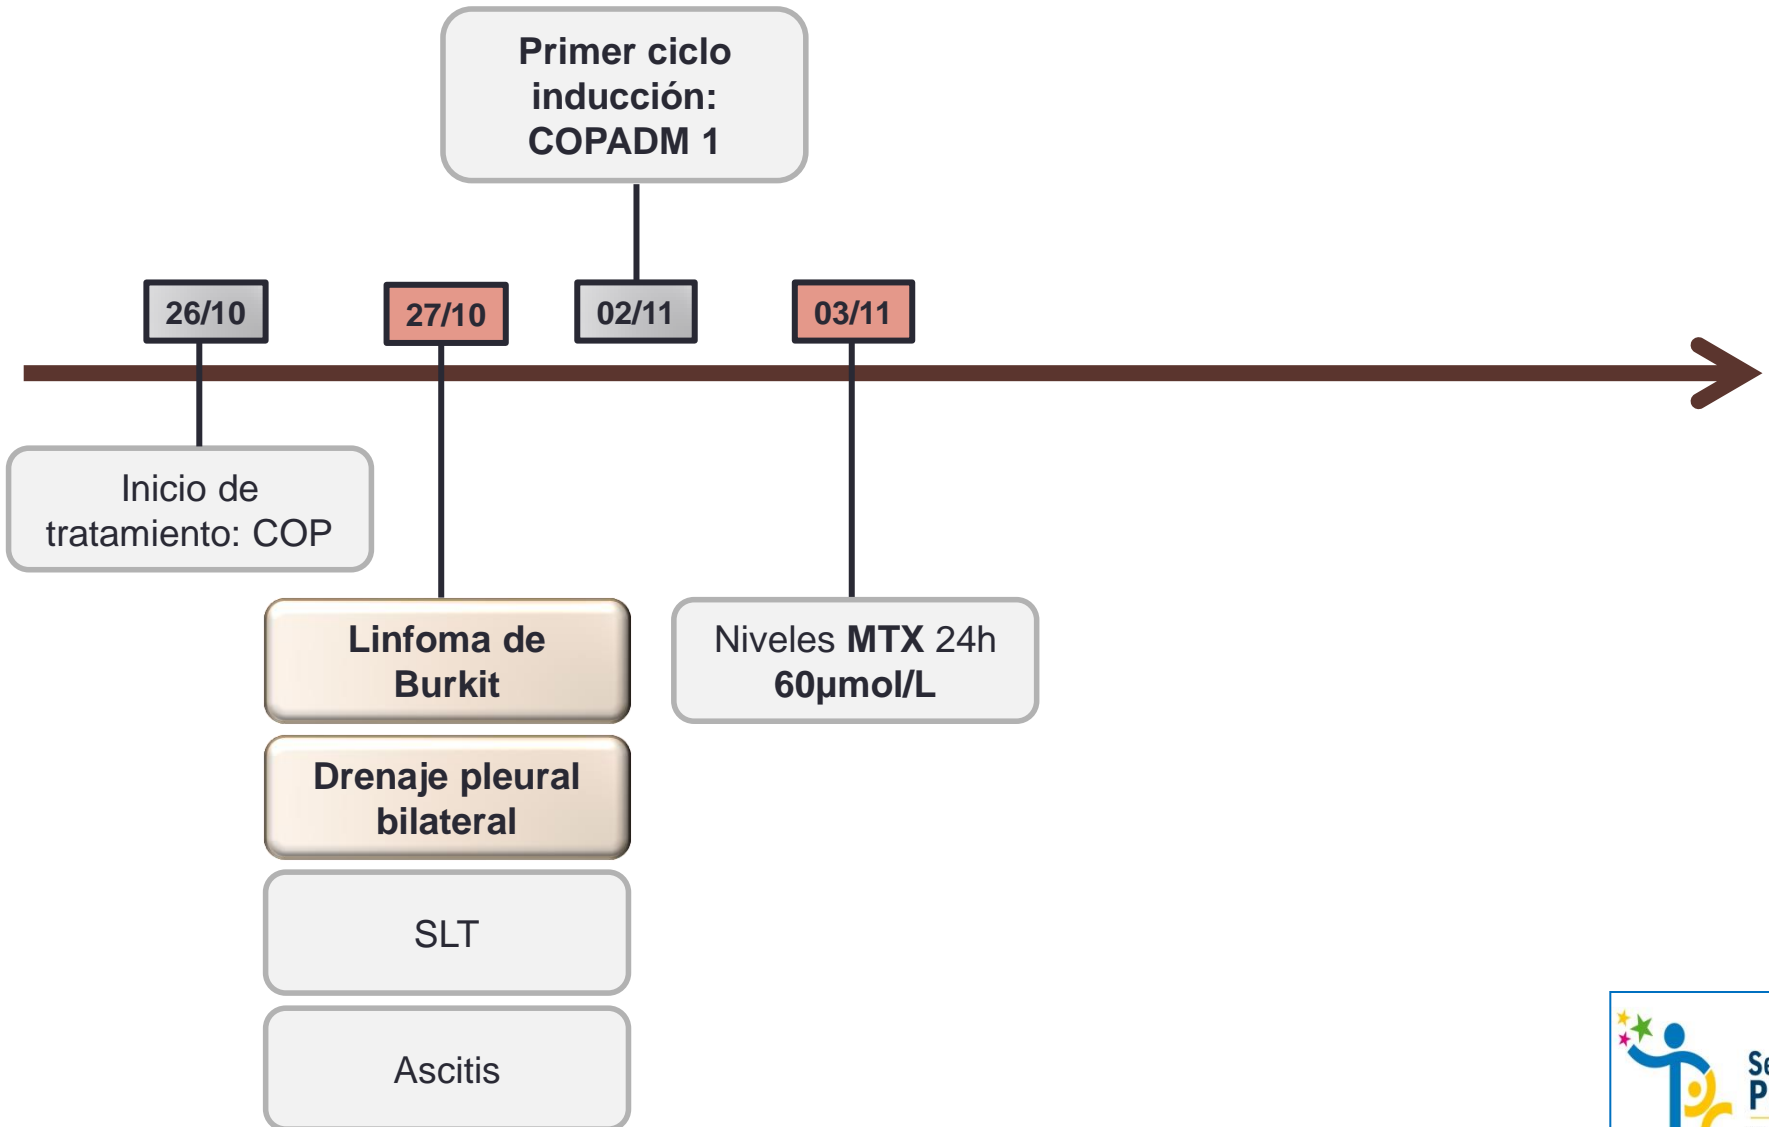 Primer ciclo
inducción:
COPADM 1
26/10
27/10
02/11
03/11
Inicio de
tratamiento: COP
Linfoma de
Burkit
Niveles MTX 24h
60µmol/L
Drenaje pleural
bilateral
SLT
Ascitis